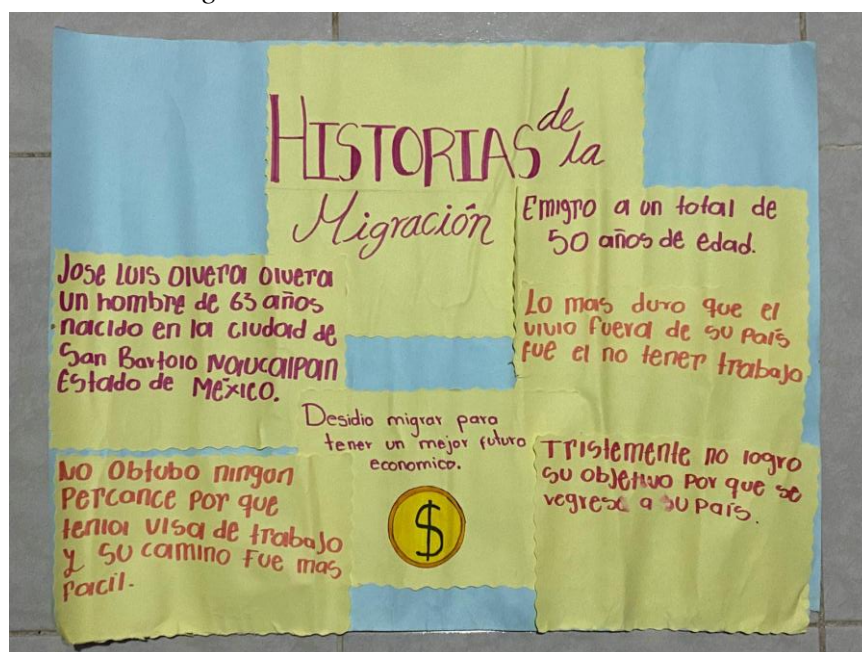 HISTORIAS de
la
Migración
Jose Luis Olvera Olvera
un hombre de 63 años
nacido en la ciudad de
San Bartolo Naucalpan
Estado de México.
Emigro a un total de
50 años de edad.
Lo mas duro que el
vivio fuera de su País
fue el no tener trabajo
Desidio migrar para
tener un mejor futuro
economico.
$
No Obtubo ningun
Percance Por que
tenia visa de trabajo
y su camino fue mas
facil.
Tristemente no logro
su objetivo por que se
regreso a su País.